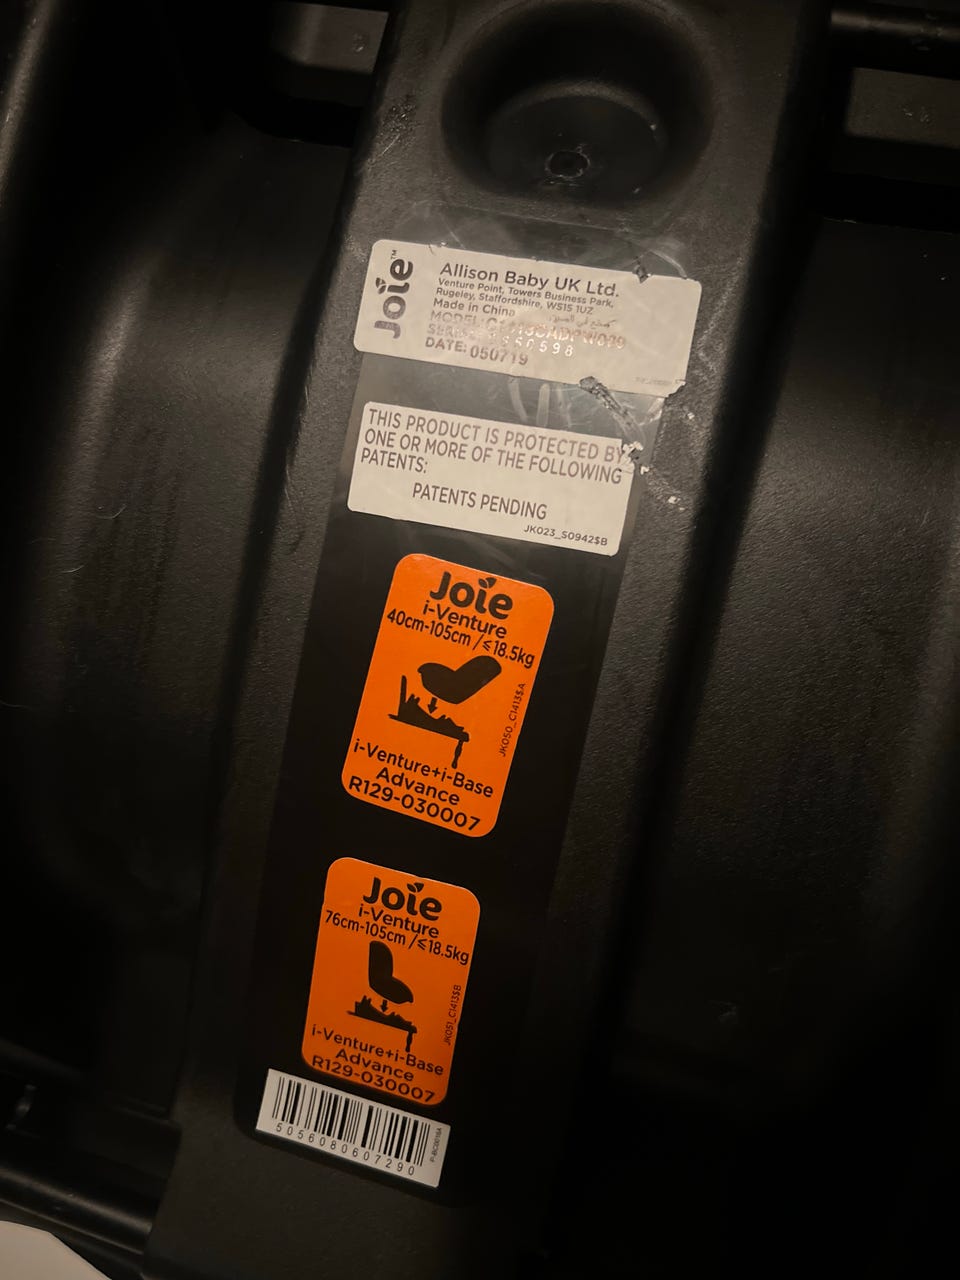 Joie™
Allison Baby UK Ltd.
Venture Point, Towers Business Park,
Rugeley, Staffordshire, WS15 1UZ
Made in China
MODEL:
DATE: 050719
THIS PRODUCT IS PROTECTED BY
ONE OR MORE OF THE FOLLOWING
PATENTS:
PATENTS PENDING
JK023_S0942$B
Joie
i-Venture
40cm-105cm /≤18.5kg
JK050_C1413$A
i-Venture+i-Base
Advance
R129-030007
Joie
i-Venture
76cm-105cm /≤18.5kg
JK051_C1413$B
i-Venture+i-Base
Advance
R129-030007
5056080607290